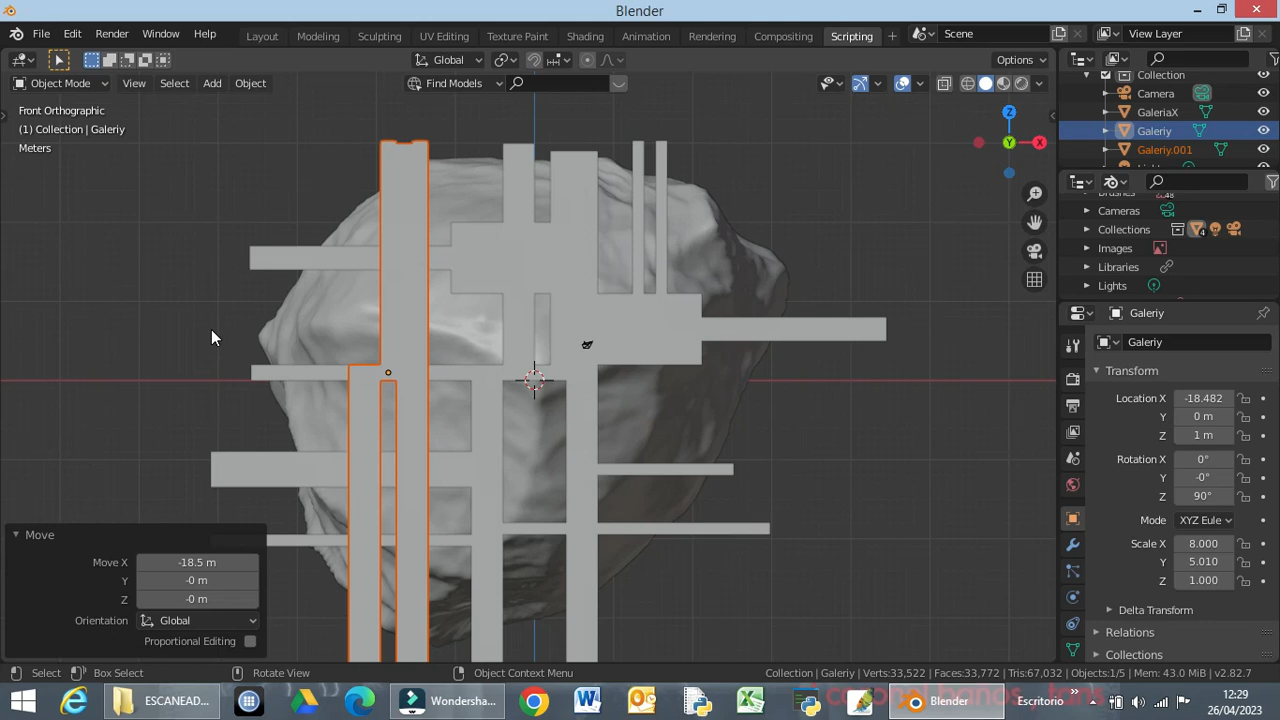 Blender
File Edit Render Window Help
Layout Modeling Sculpting UV Editing Texture Paint Shading Animation Rendering Compositing Scripting +
Scene
View Layer
Global
Options
Object Mode View Select Add Object
Find Models
Front Orthographic
(1) Collection | Galeriy
Meters
Z
Y
X
Collection
Camera
GaleriaX
Galeriy
Galeriy.001
48
Cameras
Collections
4
Images
Libraries
Lights
Galeriy
Galeriy
Transform
Location X -18.482
Y 0 m
Z 1 m
Rotation X 0°
Y -0°
Z 90°
Mode XYZ Eule
Scale X 8.000
Y 5.010
Z 1.000
Delta Transform
Relations
Collections
Move
Move X -18.5 m
Y -0 m
Z -0 m
Orientation Global
Proportional Editing
Select Box Select Rotate View Object Context Menu
Collection | Galeriy | Verts:33,522 | Faces:33,772 | Tris:67,032 | Objects:1/5 | Mem: 43.0 MiB | v2.82.7
ESCANEAD...
Wondersha...
Blender
Escritorio
12:29
26/04/2023